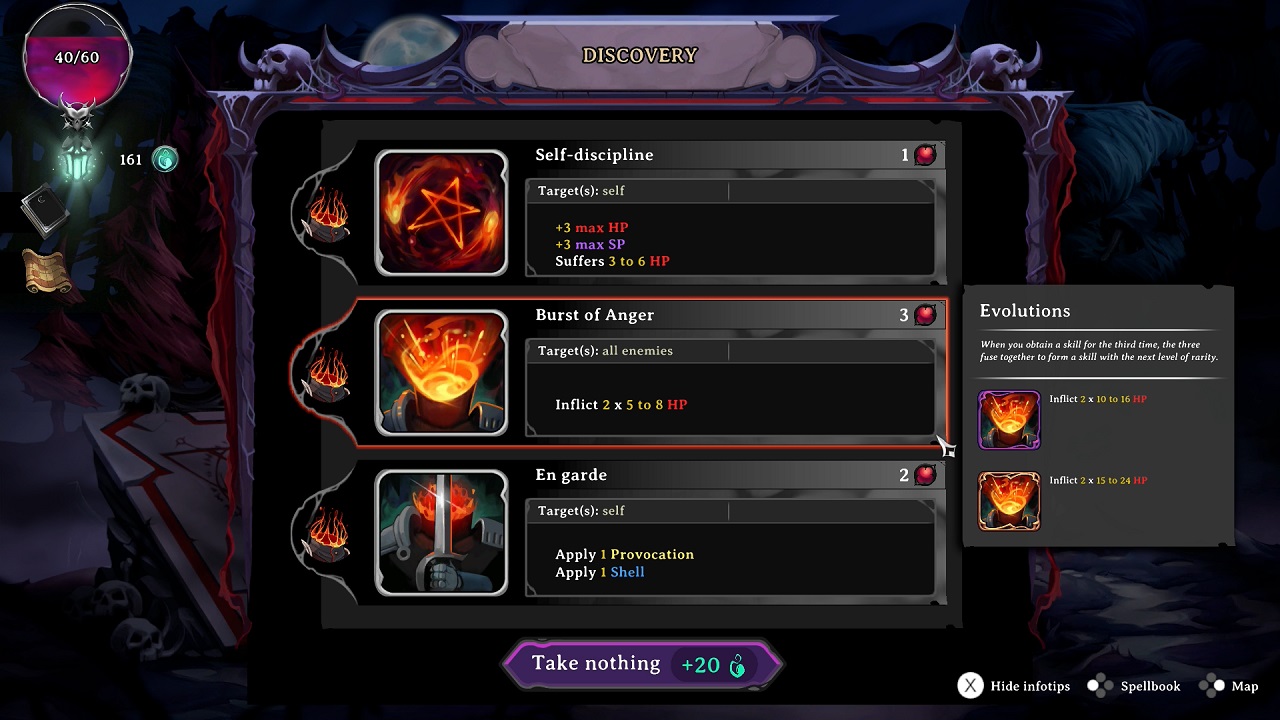 40/60
DISCOVERY
161
Self-discipline 1
Target(s): self
+3 max HP
+3 max SP
Suffers 3 to 6 HP
Burst of Anger 3
Target(s): all enemies
Inflict 2 x 5 to 8 HP
En garde 2
Target(s): self
Apply 1 Provocation
Apply 1 Shell
Evolutions
When you obtain a skill for the third time, the three
fuse together to form a skill with the next level of rarity.
Inflict 2 x 10 to 16 HP
Inflict 2 x 15 to 24 HP
Take nothing +20
X Hide infotips Spellbook Map